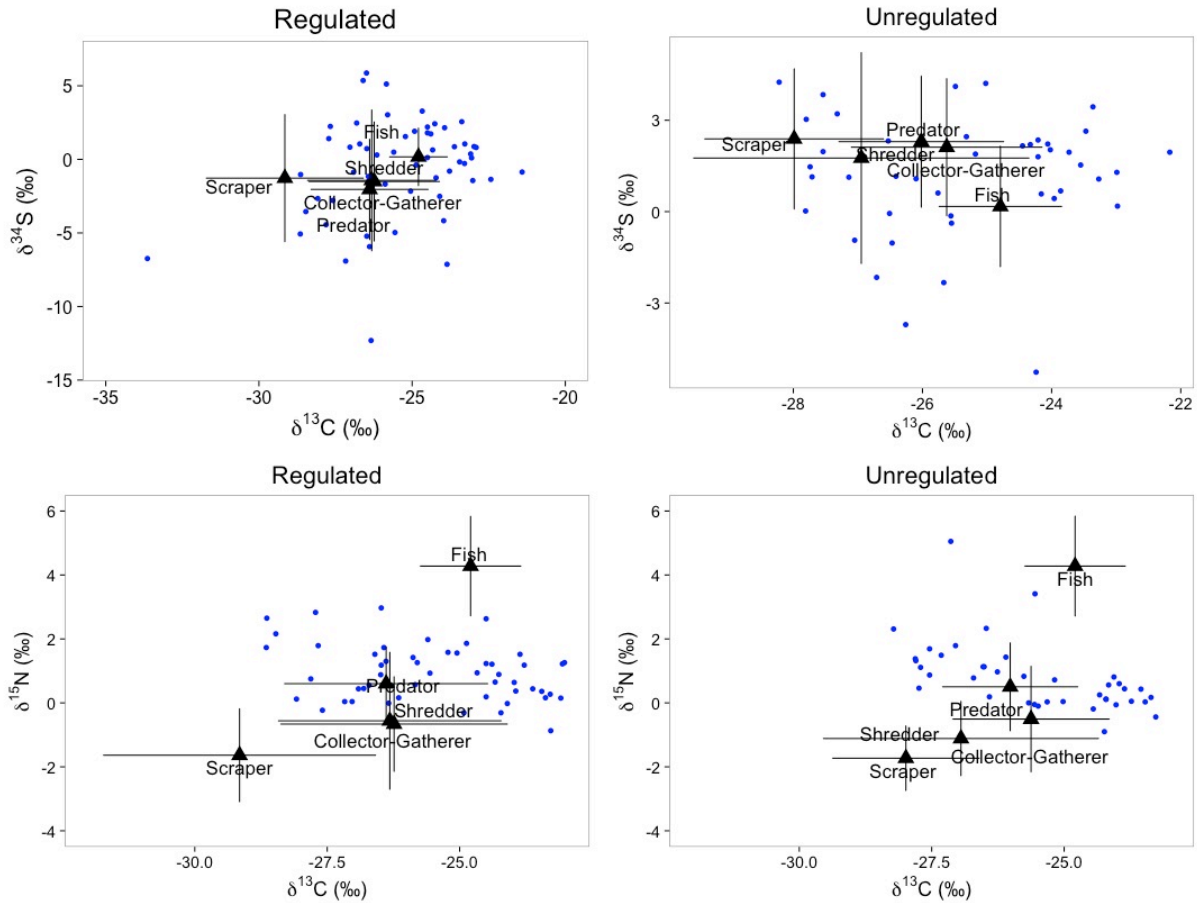 Regulated
5
0
-5
-10
-15
δ³⁴S (‰)
Fish
Shredder
Scraper
Collector-Gatherer
Predator
-35
-30
-25
-20
δ¹³C (‰)
Unregulated
3
0
-3
δ³⁴S (‰)
Predator
Scraper
Shredder
Collector-Gatherer
Fish
-28
-26
-24
-22
δ¹³C (‰)
Regulated
6
4
2
0
-2
-4
δ¹⁵N (‰)
Fish
Predator
Shredder
Collector-Gatherer
Scraper
-30.0
-27.5
-25.0
δ¹³C (‰)
Unregulated
6
4
2
0
-2
-4
δ¹⁵N (‰)
Fish
Predator
Shredder
Collector-Gatherer
Scraper
-30.0
-27.5
-25.0
δ¹³C (‰)